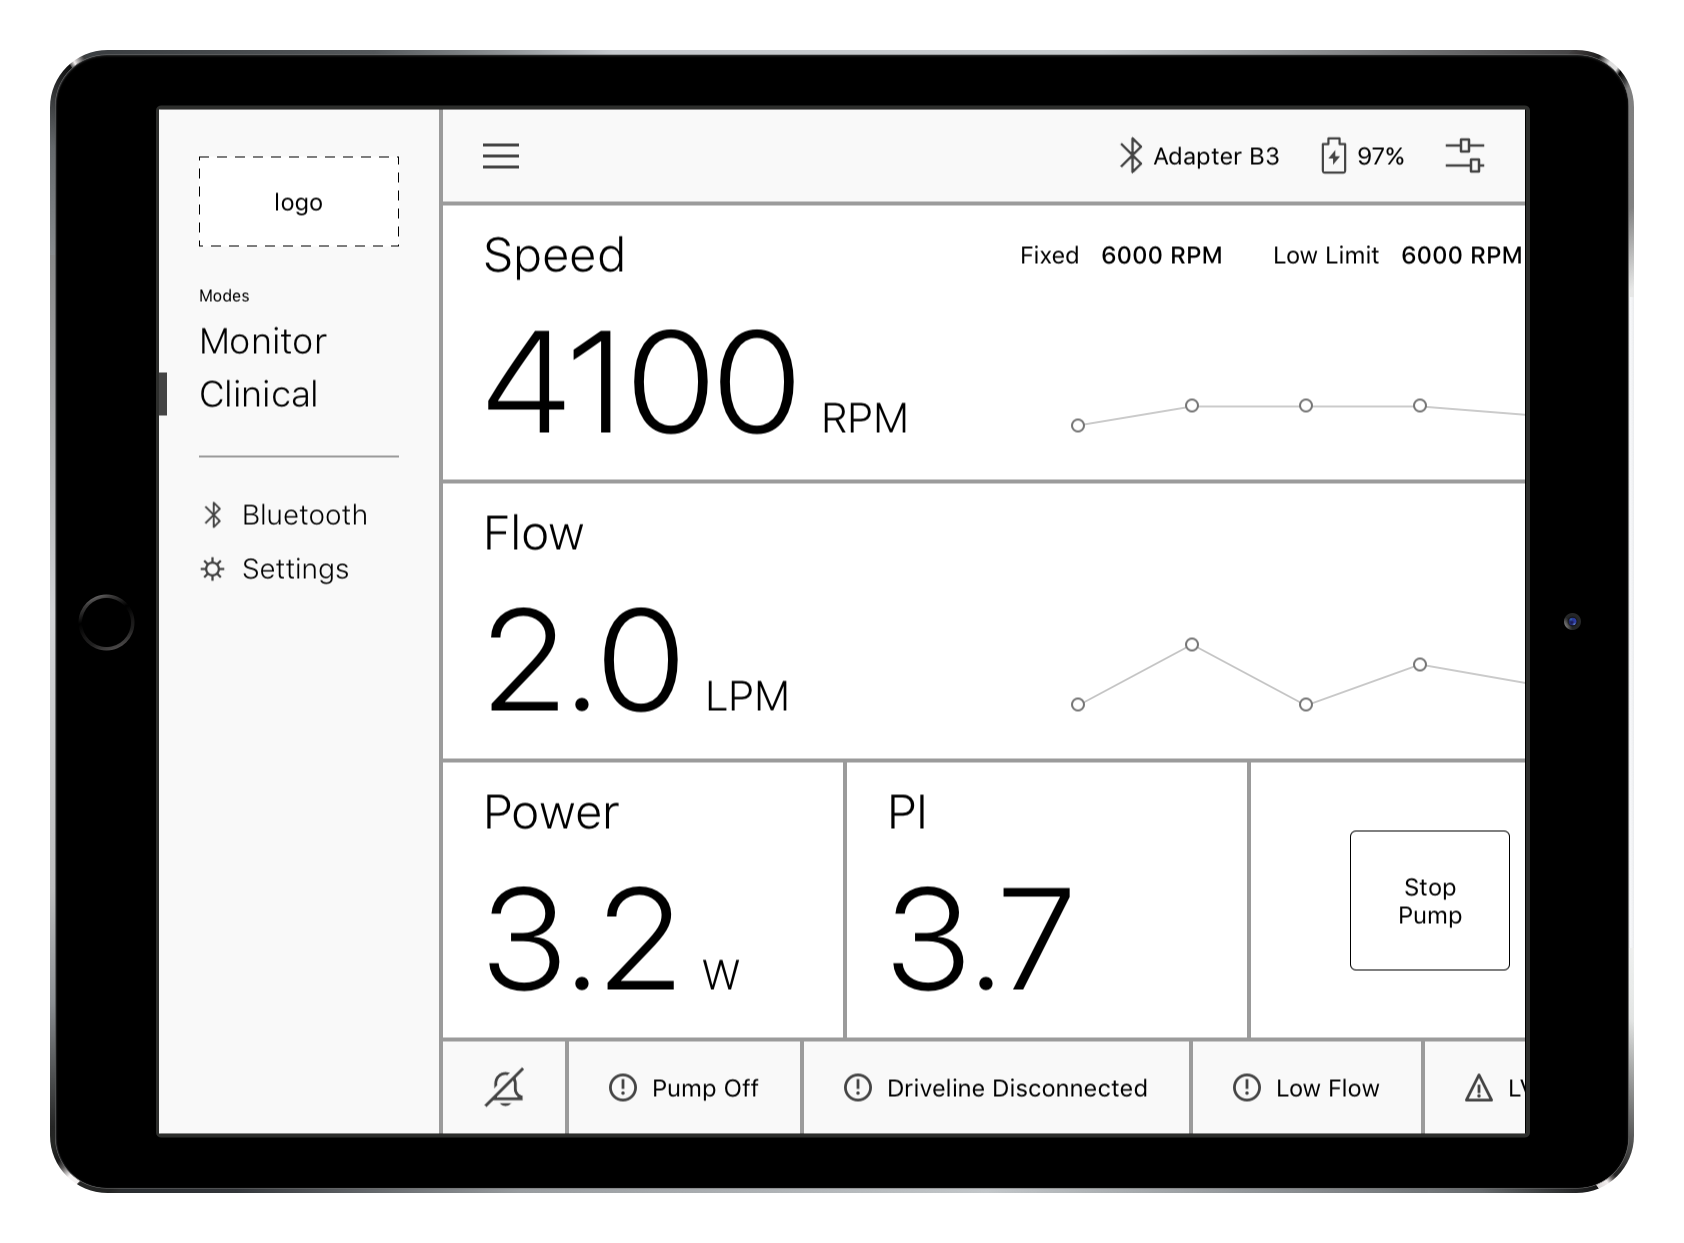 logo
Modes
Monitor
Clinical
Bluetooth
Settings
Adapter B3 97%
Speed Fixed 6000 RPM Low Limit 6000 RPM
4100 RPM
Flow
2.0 LPM
Power
3.2 W
PI
3.7
Stop
Pump
Pump Off Driveline Disconnected Low Flow